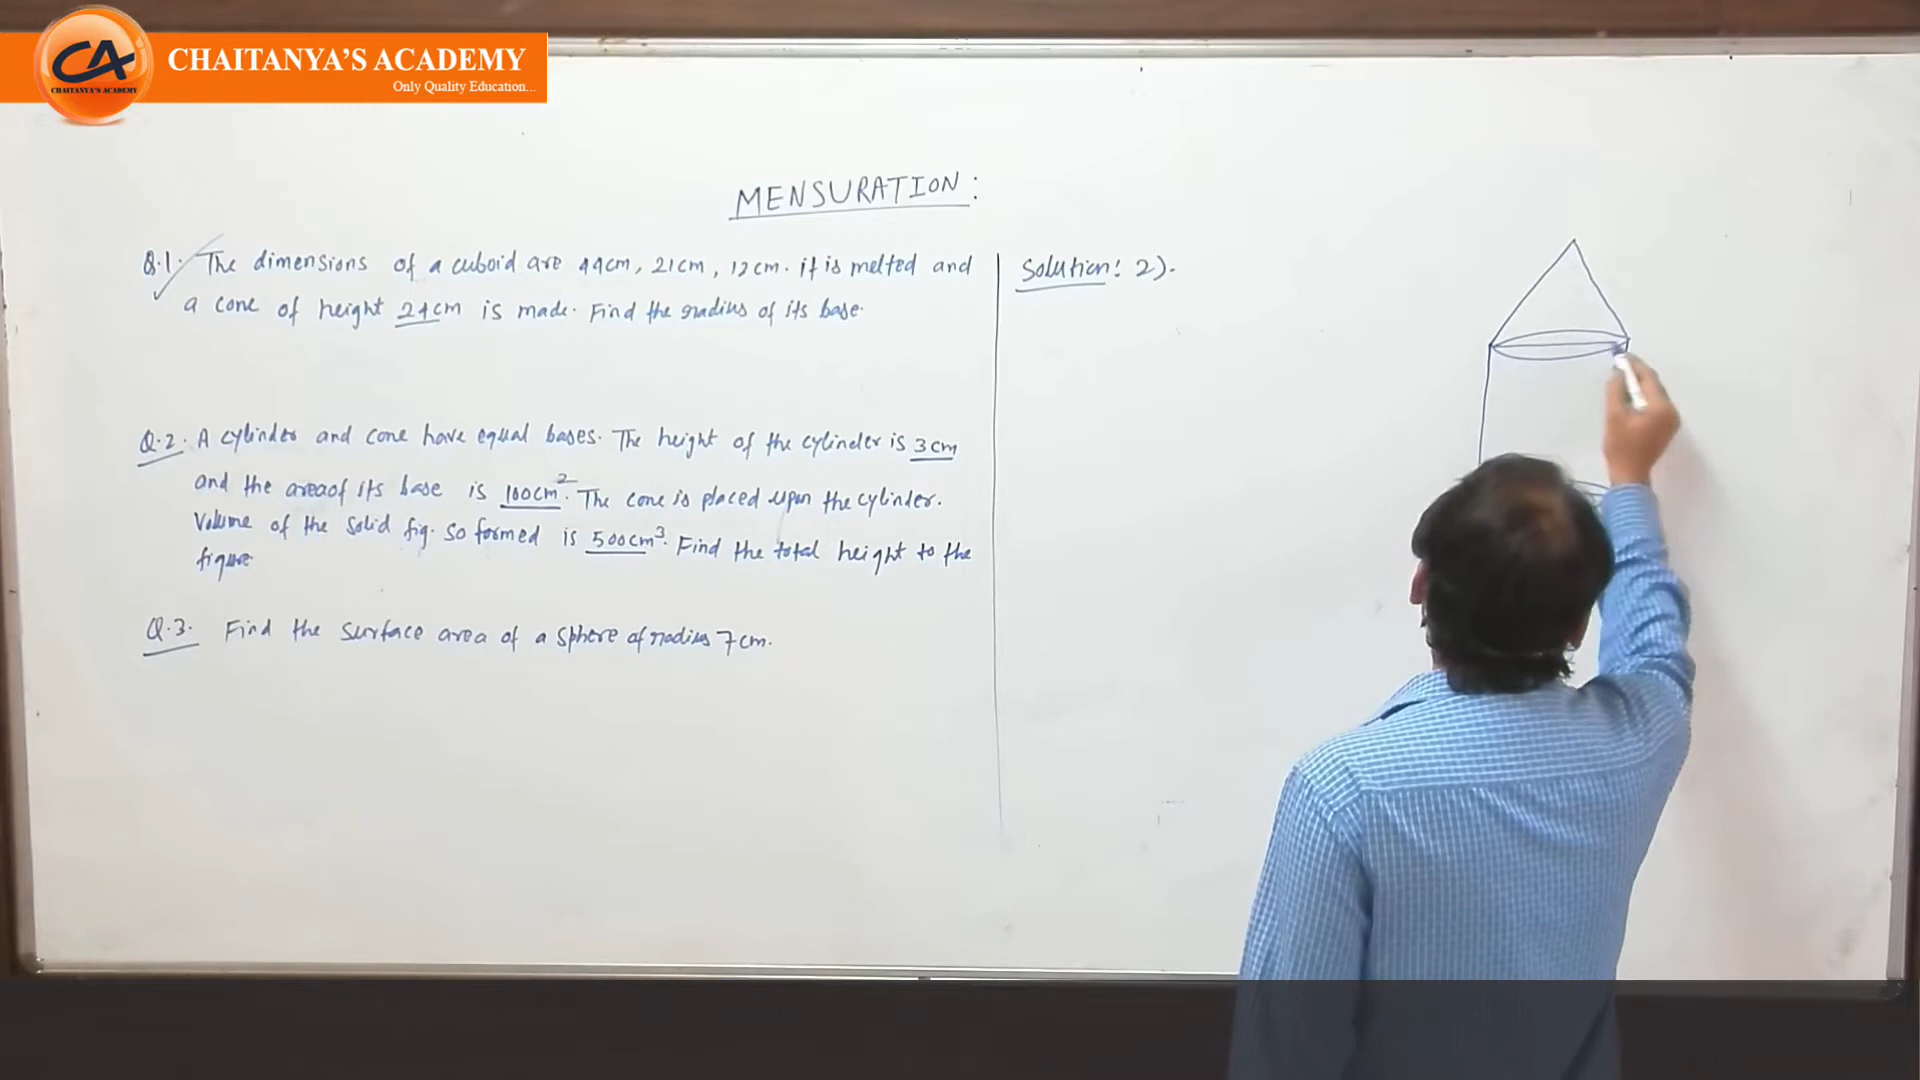 CA
CHAITANYA'S ACADEMY
CHAITANYA'S ACADEMY
Only Quality Education...
MENSURATION:
Q.1. The dimensions of a cuboid are 44cm, 21cm, 12cm. it is melted and
a cone of height 24cm is made. Find the radius of its base.
Q.2. A cylinder and cone have equal bases. The height of the cylinder is 3cm
and the area of its base is 100cm². The cone is placed upon the cylinder.
Volume of the solid fig. so formed is 500cm³. Find the total height to the
figure
Q.3. Find the surface area of a sphere of radius 7cm.
Solution: 2).